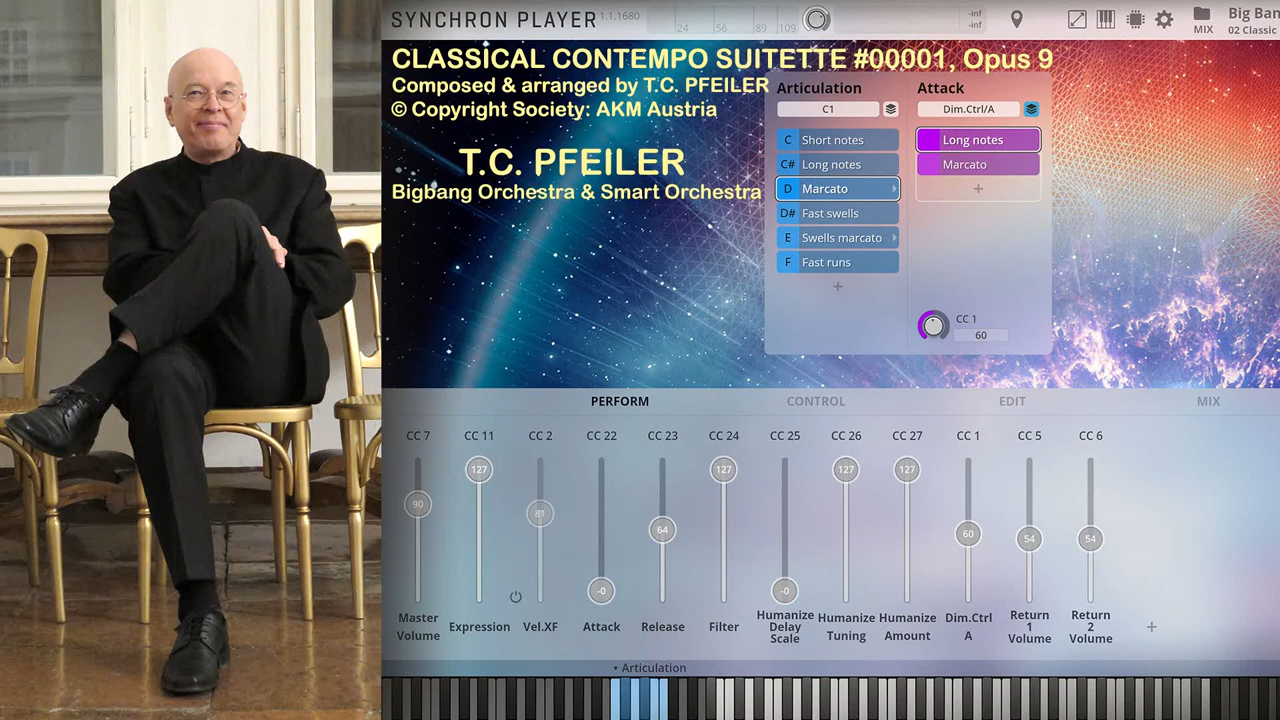 SYNCHRON PLAYER 1.1.1680
24 56 89 109
-inf
-inf
MIX
Big Ban
02 Classic
CLASSICAL CONTEMPO SUITETTE #00001, Opus 9
Composed & arranged by T.C. PFEILER
© Copyright Society: AKM Austria
T.C. PFEILER
Bigbang Orchestra & Smart Orchestra
Articulation
C1
C Short notes
C# Long notes
D Marcato
D# Fast swells
E Swells marcato
F Fast runs
+
Attack
Dim.Ctrl/A
Long notes
Marcato
+
CC 1
60
PERFORM CONTROL EDIT MIX
CC 7 CC 11 CC 2 CC 22 CC 23 CC 24 CC 25 CC 26 CC 27 CC 1 CC 5 CC 6
90 127 81 -0 64 127 -0 127 127 60 54 54
Master
Volume
Expression
Vel.XF
Attack
Release
Filter
Humanize
Delay
Scale
Humanize
Tuning
Humanize
Amount
Dim.Ctrl
A
Return
1
Volume
Return
2
Volume
+
Articulation